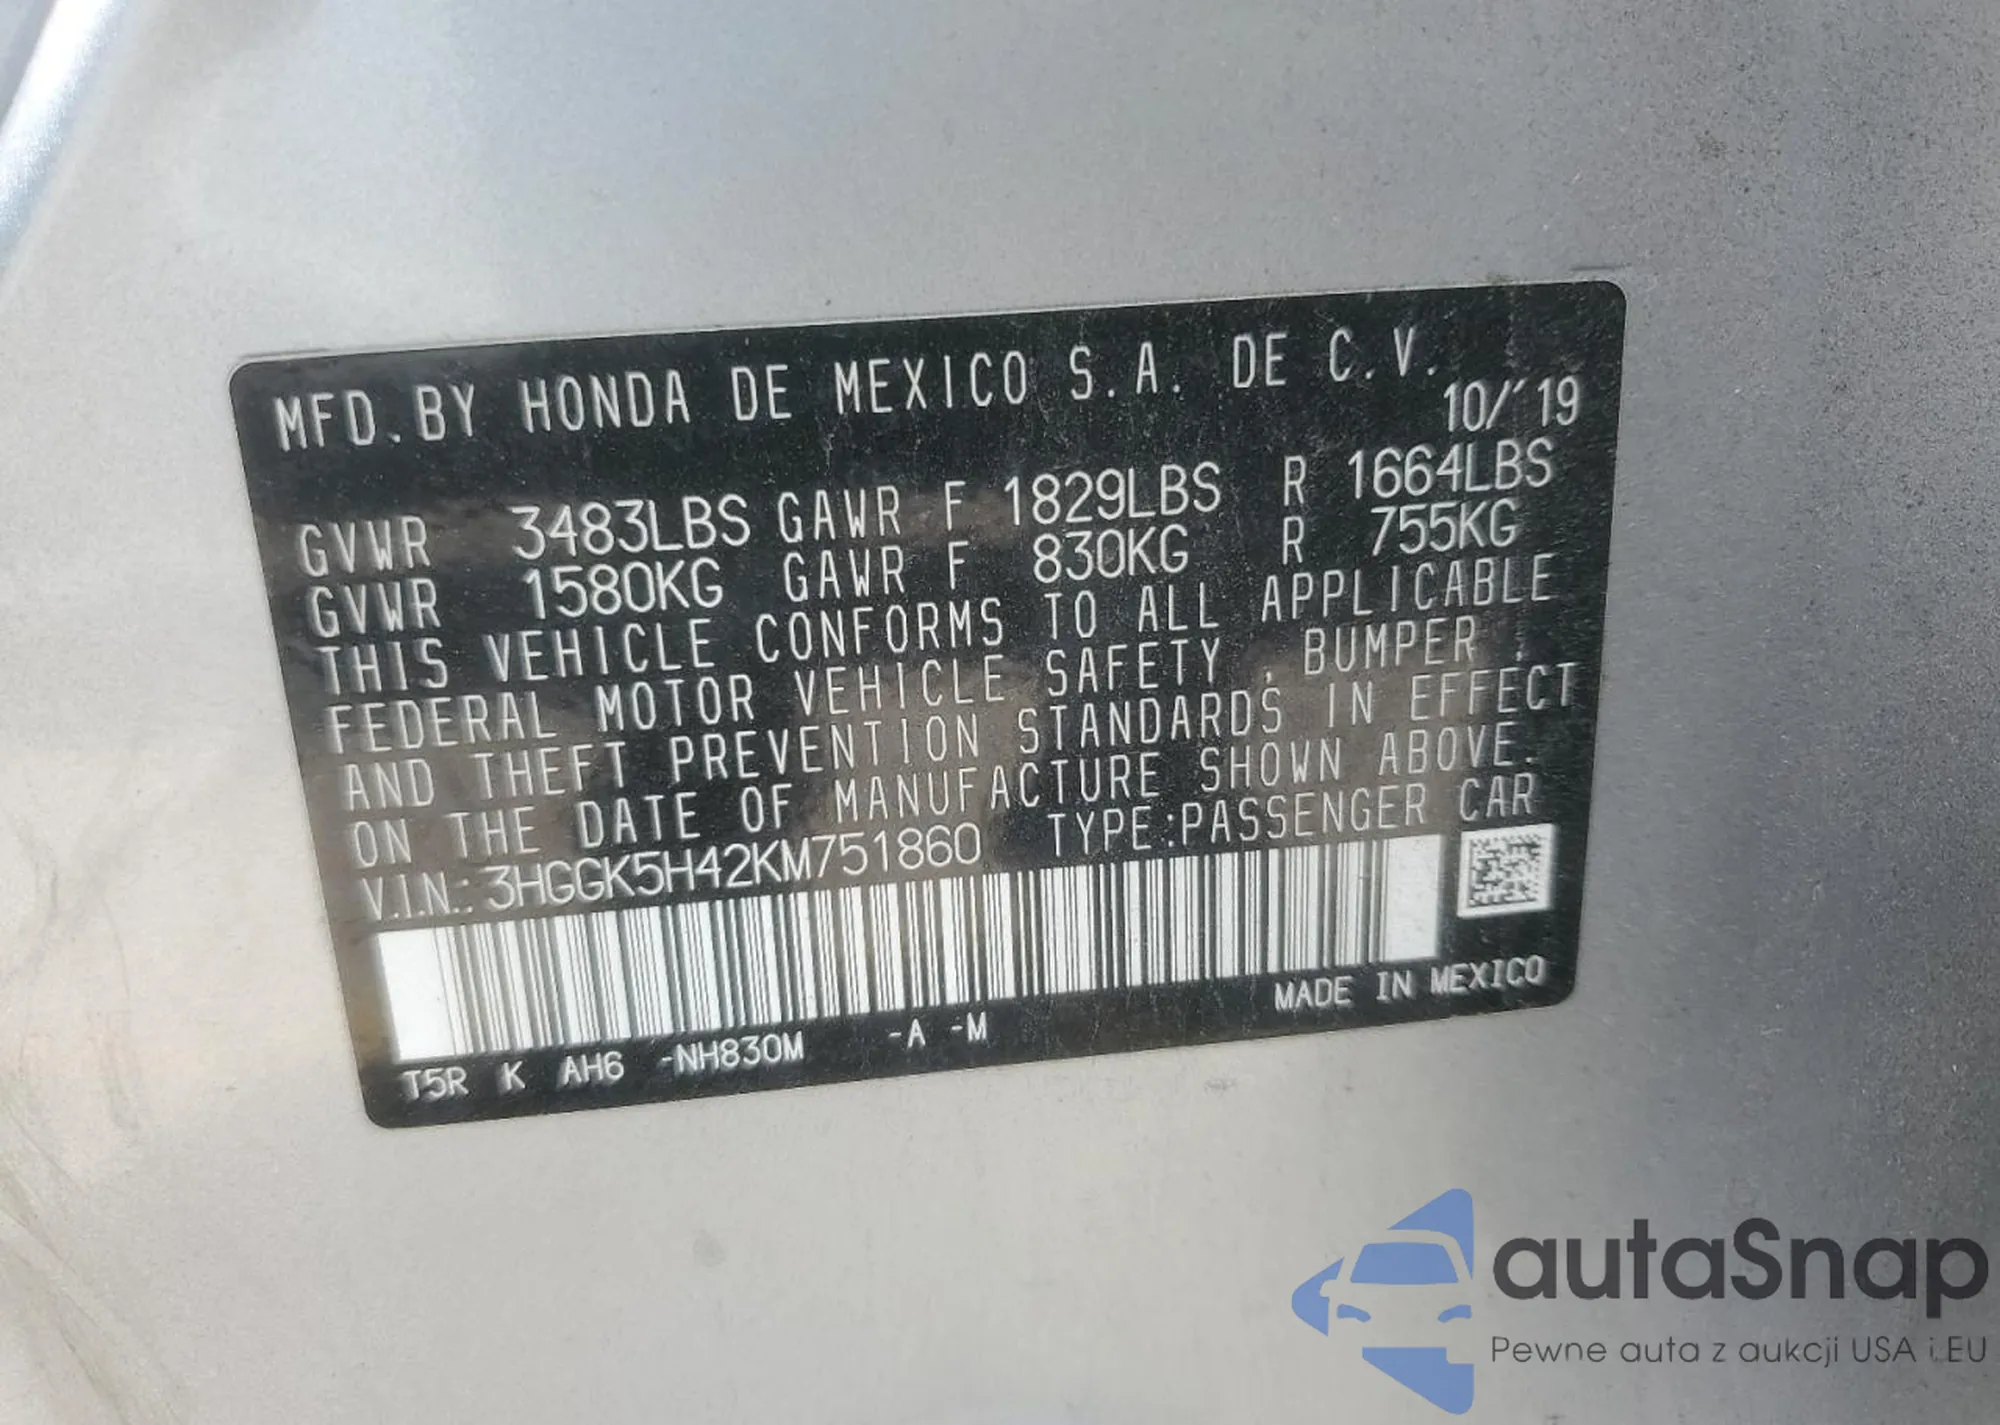 MFD. BY HONDA DE MEXICO S.A. DE C.V.
10/'19
GVWR 3483LBS GAWR F 1829LBS R 1664LBS
GVWR 1580KG GAWR F 830KG R 755KG
THIS VEHICLE CONFORMS TO ALL APPLICABLE
FEDERAL MOTOR VEHICLE SAFETY, BUMPER,
AND THEFT PREVENTION STANDARDS IN EFFECT
ON THE DATE OF MANUFACTURE SHOWN ABOVE.
V.I.N.: 3HGGK5H42KM751860 TYPE:PASSENGER CAR
MADE IN MEXICO
T5R K AH6 -NH830M -A -M
autaSnap
Pewne auta z aukcji USA i EU